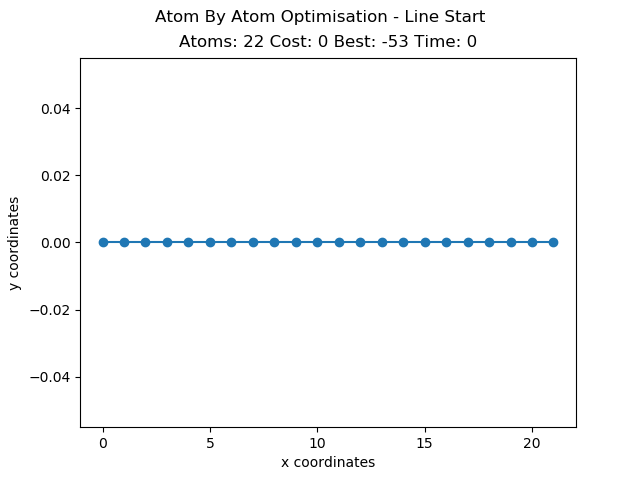 Atom By Atom Optimisation - Line Start
Atoms: 22 Cost: 0 Best: -53 Time: 0
0.04
0.02
0.00
−0.02
−0.04
y coordinates
0 5 10 15 20
x coordinates